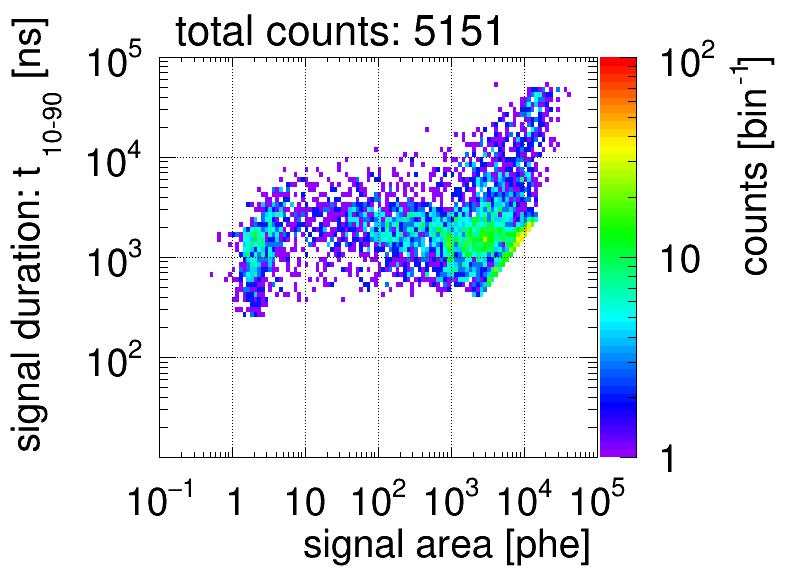 total counts: 5151
signal duration: t 10-90 [ns]
10^5
10^4
10^3
10^2
10^−1 1 10 10^2 10^3 10^4 10^5
signal area [phe]
10^2
10
1
counts [bin^-1]